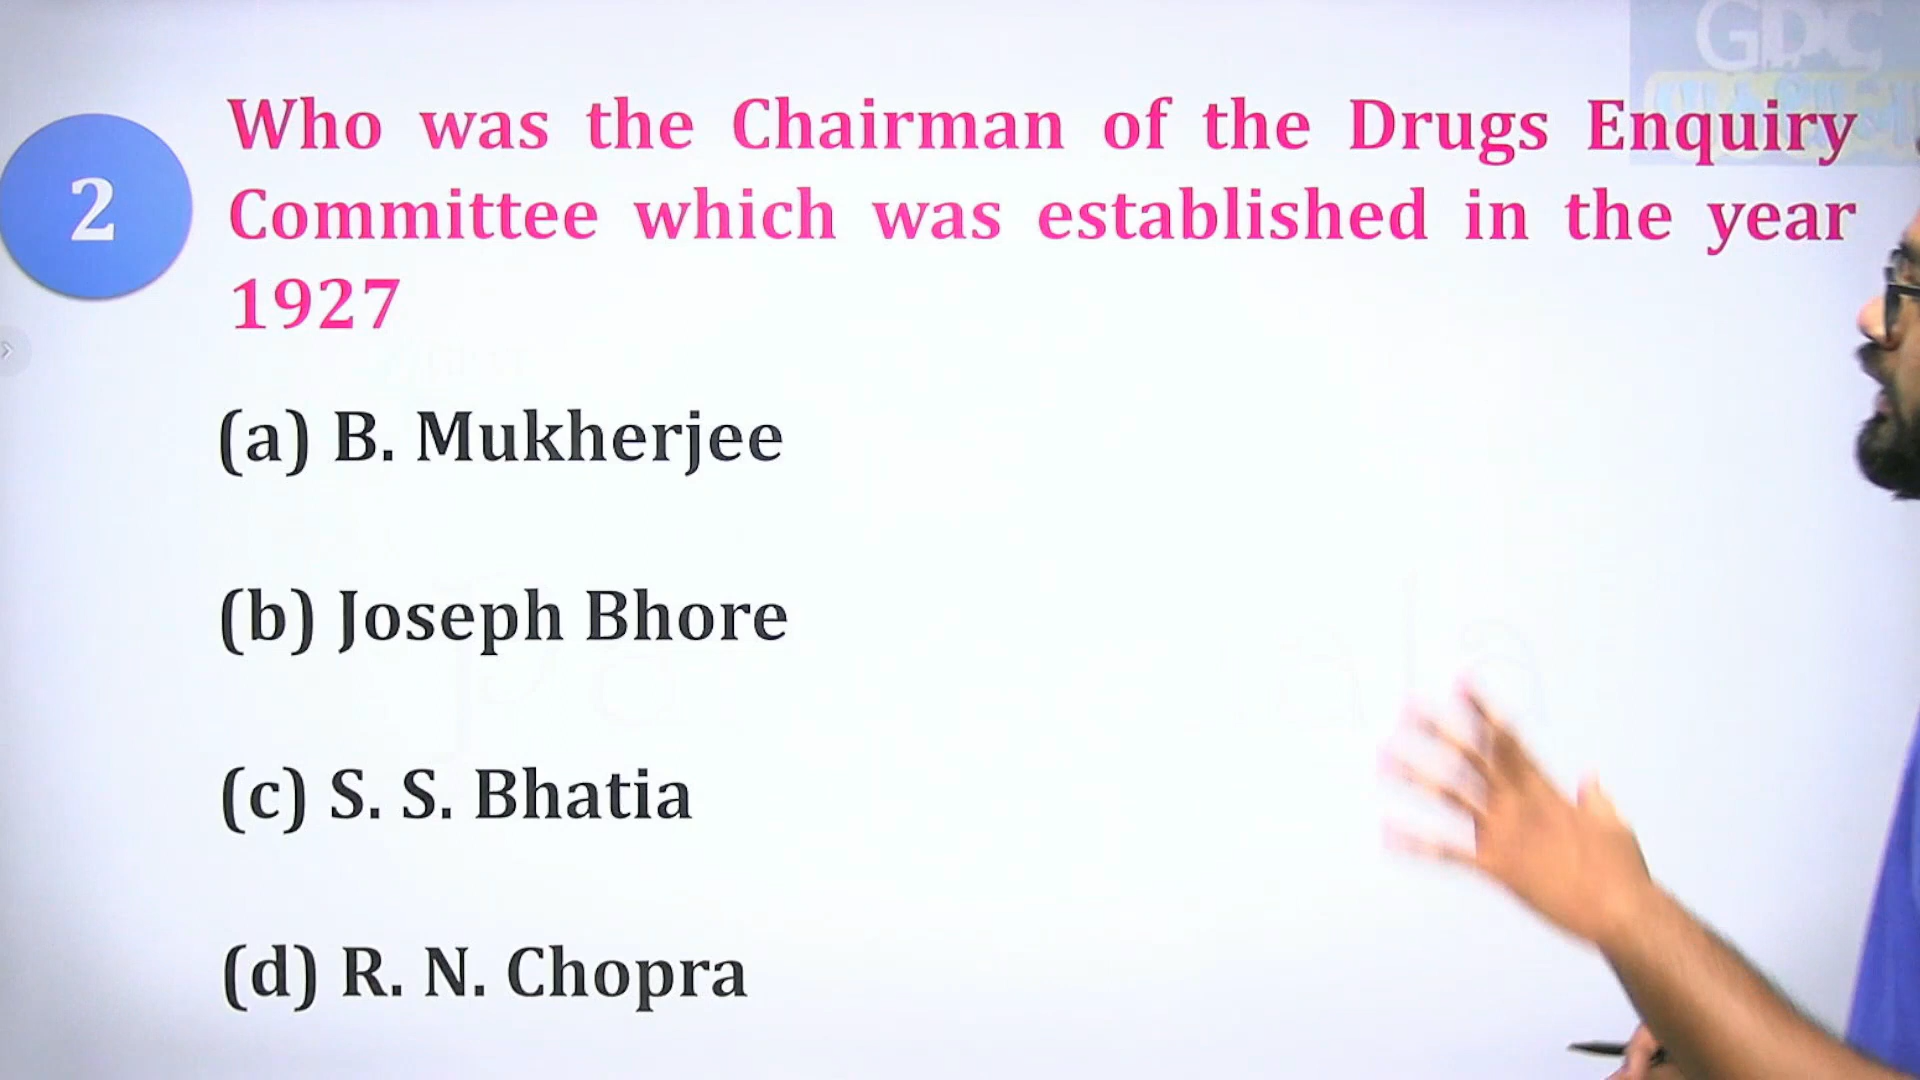 GDC
2
Who was the Chairman of the Drugs Enquiry
Committee which was established in the year
1927
(a) B. Mukherjee
(b) Joseph Bhore
(c) S. S. Bhatia
(d) R. N. Chopra